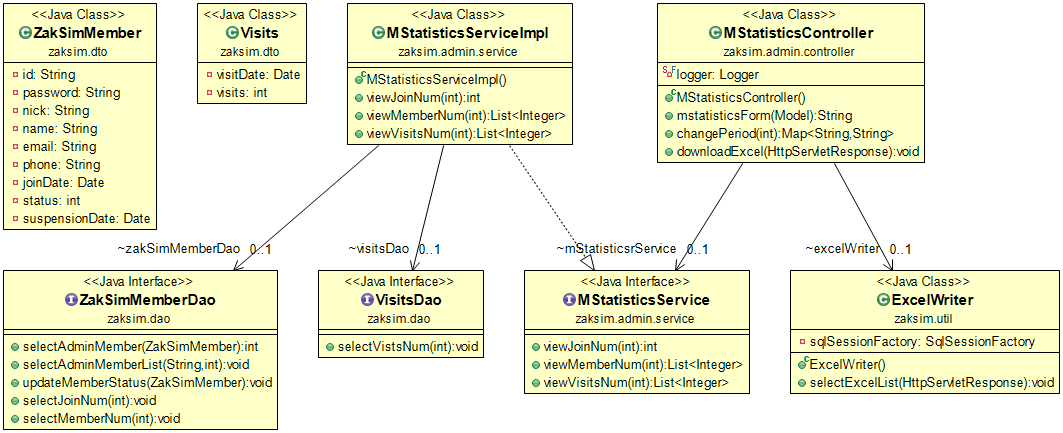 <<Java Class>>
ZakSimMember
zaksim.dto
id: String
password: String
nick: String
name: String
email: String
phone: String
joinDate: Date
status: int
suspensionDate: Date
<<Java Class>>
Visits
zaksim.dto
visitDate: Date
visits: int
<<Java Class>>
MStatisticsServiceImpl
zaksim.admin.service
MStatisticsServiceImpl()
viewJoinNum(int):int
viewMemberNum(int):List<Integer>
viewVisitsNum(int):List<Integer>
<<Java Class>>
MStatisticsController
zaksim.admin.controller
logger: Logger
MStatisticsController()
mstatisticsForm(Model):String
changePeriod(int):Map<String,String>
downloadExcel(HttpServletResponse):void
~zakSimMemberDao 0..1
~visitsDao 0..1
~mStatisticsrService 0..1
~excelWriter 0..1
<<Java Interface>>
ZakSimMemberDao
zaksim.dao
selectAdminMember(ZakSimMember):int
selectAdminMemberList(String,int):void
updateMemberStatus(ZakSimMember):void
selectJoinNum(int):void
selectMemberNum(int):void
<<Java Interface>>
VisitsDao
zaksim.dao
selectVistsNum(int):void
<<Java Interface>>
MStatisticsService
zaksim.admin.service
viewJoinNum(int):int
viewMemberNum(int):List<Integer>
viewVisitsNum(int):List<Integer>
<<Java Class>>
ExcelWriter
zaksim.util
sqlSessionFactory: SqlSessionFactory
ExcelWriter()
selectExcelList(HttpServletResponse):void